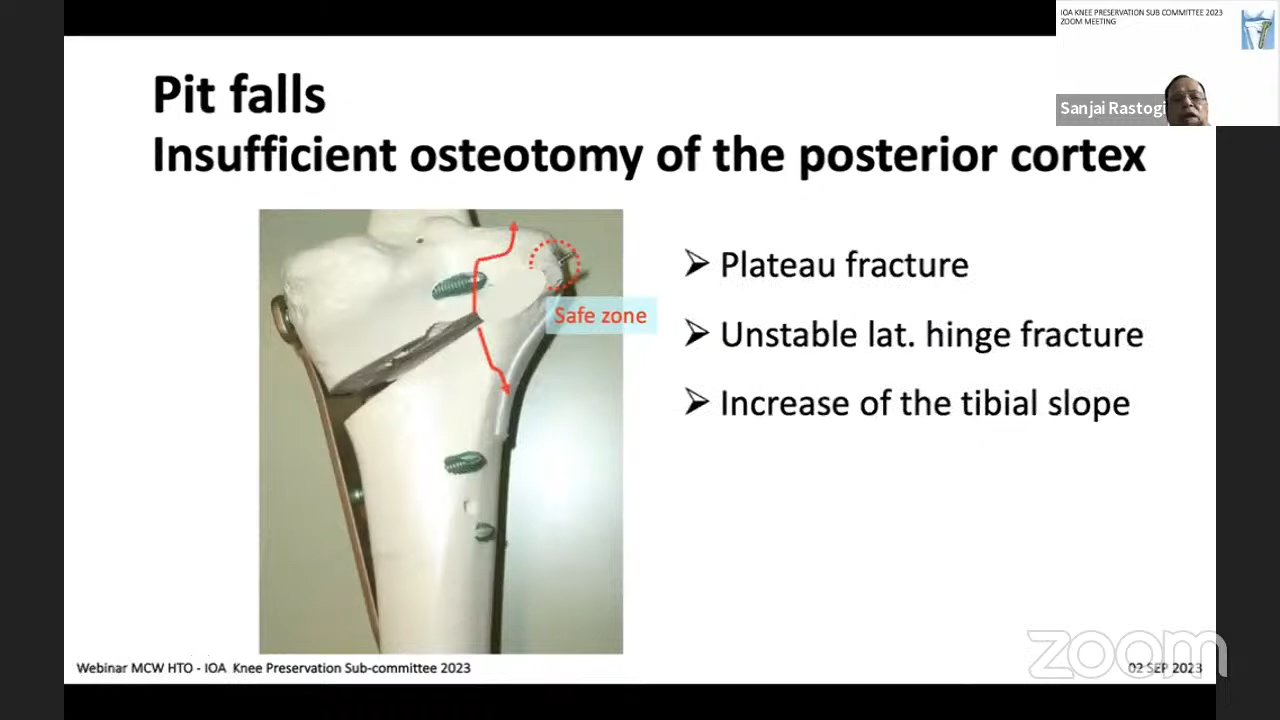 IOA KNEE PRESERVATION SUB COMMITTEE 2023
ZOOM MEETING
Sanjai Rastogi
Pit falls
Insufficient osteotomy of the posterior cortex
Safe zone
Plateau fracture
Unstable lat. hinge fracture
Increase of the tibial slope
Webinar MCW HTO - IOA Knee Preservation Sub-committee 2023
02 SEP 2023
zoom